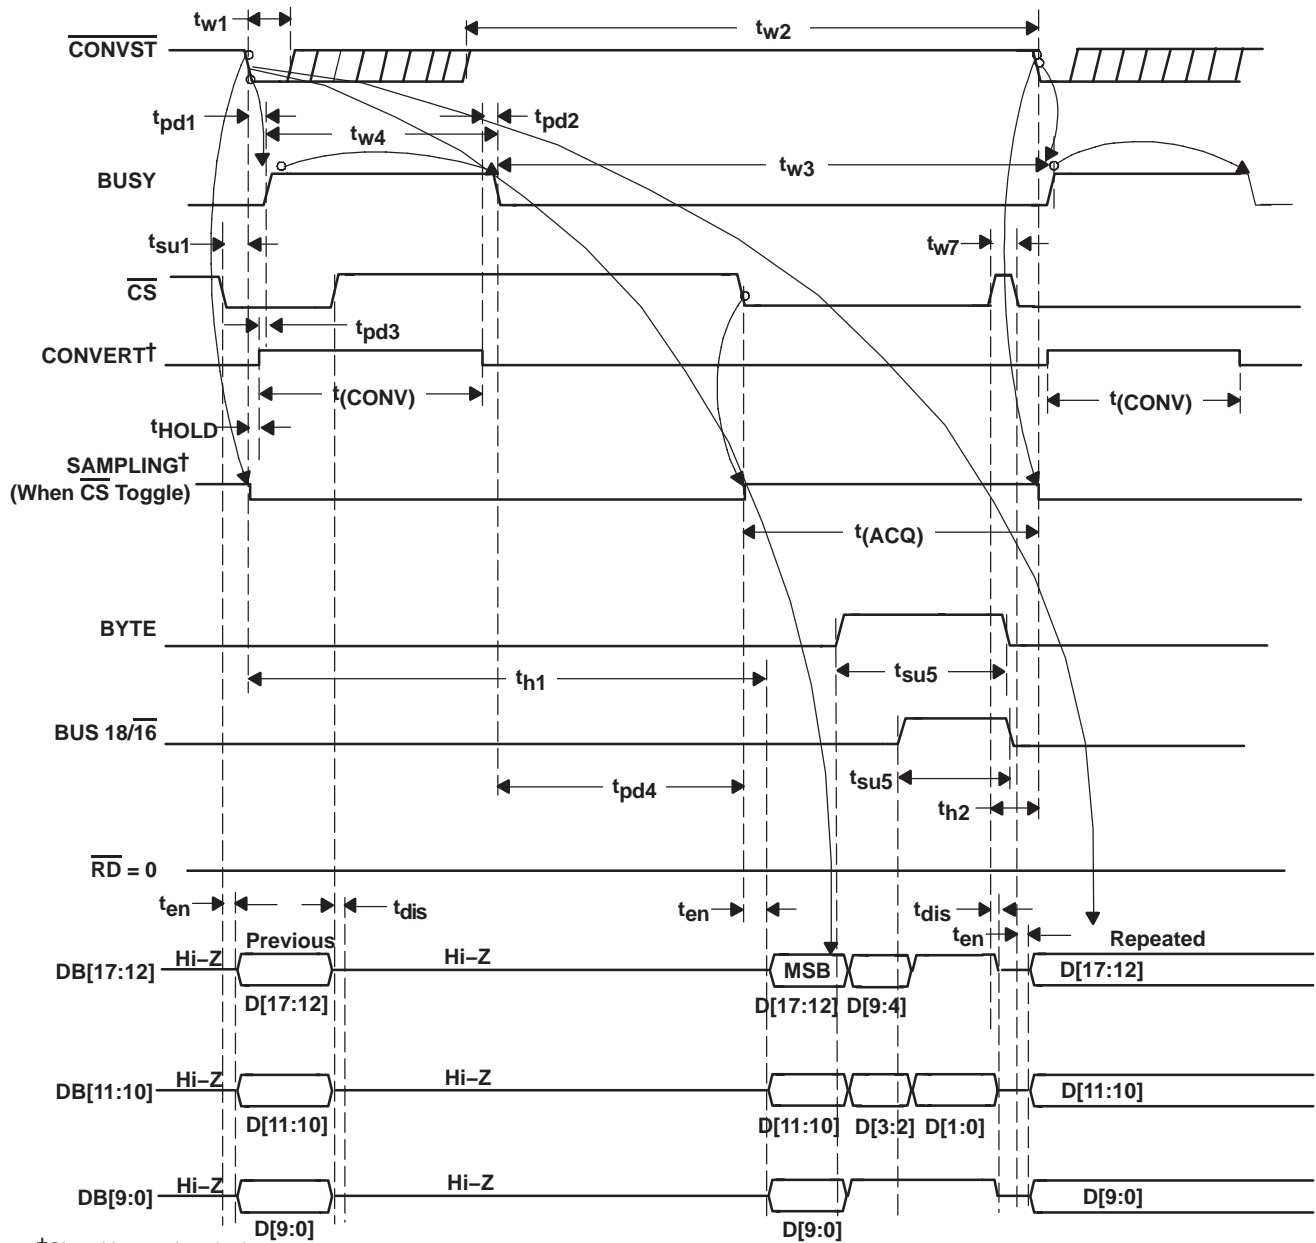 tw1
tw2
CONVST
tpd1
tw4
tpd2
tw3
BUSY
tsu1
tw7
CS
tpd3
CONVERT†
t(CONV)
t(CONV)
tHOLD
SAMPLING†
(When CS Toggle)
t(ACQ)
BYTE
th1
tsu5
BUS 18/16
tpd4
tsu5
th2
RD = 0
ten
tdis
ten
tdis
ten
Previous
Repeated
DB[17:12]
Hi–Z
Hi–Z
MSB
D[17:12]
D[17:12]
D[17:12]
D[9:4]
DB[11:10]
Hi–Z
Hi–Z
D[11:10]
D[11:10]
D[11:10]
D[3:2]
D[1:0]
DB[9:0]
Hi–Z
Hi–Z
D[9:0]
D[9:0]
D[9:0]